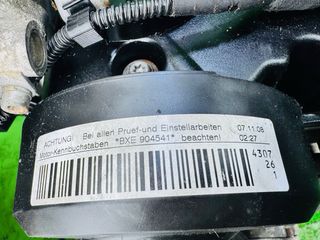 ACHTUNG! Bei allen Pruef-und Einstellarbeiten 07.11.08
Motor-Kennbuchstaben *BXE 904541* beachten! 02:27
4307
26
1